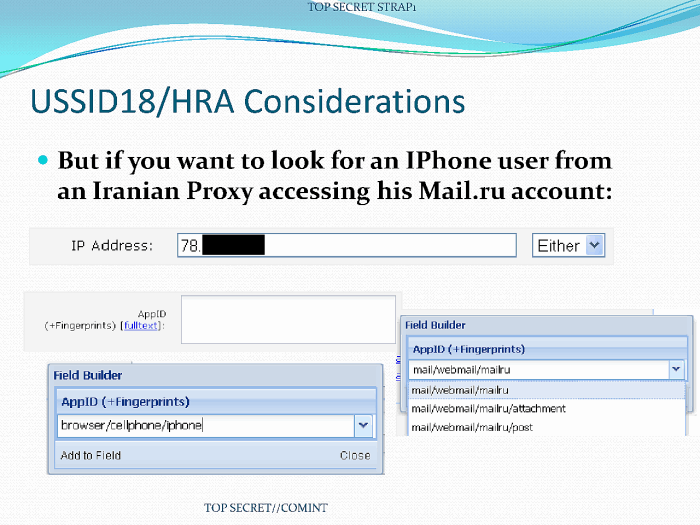 TOP SECRET STRAP1
USSID18/HRA Considerations
But if you want to look for an IPhone user from
an Iranian Proxy accessing his Mail.ru account:
IP Address: 78. Either
AppID
(+Fingerprints) [fulltext]:
Field Builder
AppID (+Fingerprints)
browser/cellphone/iphone
Add to Field Close
Field Builder
AppID (+Fingerprints)
mail/webmail/mailru
mail/webmail/mailru
mail/webmail/mailru/attachment
mail/webmail/mailru/post
TOP SECRET//COMINT